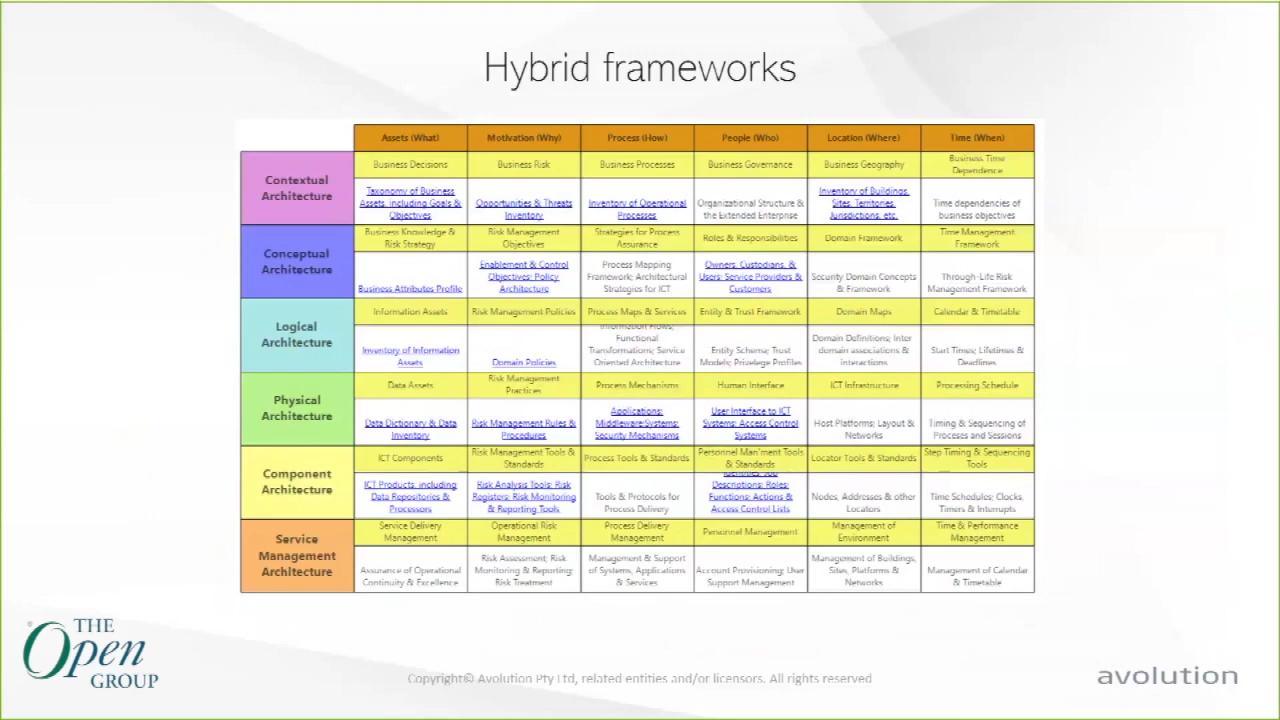 Hybrid frameworks
Assets (What) Motivation (Why) Process (How) People (Who) Location (Where) Time (When)
Contextual
Architecture
Business Decisions
Business Risk
Business Processes
Business Governance
Business Geography
Business Time
Dependence
Taxonomy of Business
Assets, including Goals &
Objectives
Opportunities & Threats
Inventory
Inventory of Operational
Processes
Organizational Structure &
the Extended Enterprise
Inventory of Buildings,
Sites, Territories,
Jurisdictions, etc.
Time dependencies of
business objectives
Conceptual
Architecture
Business Knowledge &
Risk Strategy
Risk Management
Objectives
Strategies for Process
Assurance
Roles & Responsibilities
Domain Framework
Time Management
Framework
Business Attributes Profile
Enablement & Control
Objectives; Policy
Architecture
Process Mapping
Framework; Architectural
Strategies for ICT
Owners, Custodians, &
Users; Service Providers &
Customers
Security Domain Concepts
& Framework
Through-Life Risk
Management Framework
Logical
Architecture
Information Assets
Risk Management Policies
Process Maps & Services
Entity & Trust Framework
Domain Maps
Calendar & Timetable
Inventory of Information
Assets
Domain Policies
Information Flows;
Functional
Transformations; Service
Oriented Architecture
Entity Schema; Trust
Models; Privelege Profiles
Domain Definitions; Inter
domain associations &
interactions
Start Times; Lifetimes &
Deadlines
Physical
Architecture
Data Assets
Risk Management
Practices
Process Mechanisms
Human Interface
ICT Infrastructure
Processing Schedule
Data Dictionary & Data
Inventory
Risk Management Rules &
Procedures
Applications;
Middleware;Systems;
Security Mechanisms
User Interface to ICT
Systems; Access Control
Systems
Host Platforms; Layout &
Networks
Timing & Sequencing of
Processes and Sessions
Component
Architecture
ICT Components
Risk Management Tools &
Standards
Process Tools & Standards
Personnel Man'ment Tools
& Standards
Locator Tools & Standards
Step Timing & Sequencing
Tools
ICT Products, including
Data Repositories &
Processors
Risk Analysis Tools; Risk
Registers; Risk Monitoring
& Reporting Tools
Tools & Protocols for
Process Delivery
Identities; Job
Descriptions; Roles;
Functions; Actions &
Access Control Lists
Nodes, Addresses & other
Locators
Time Schedules; Clocks,
Timers & Interrupts
Service
Management
Architecture
Service Delivery
Management
Operational Risk
Management
Process Delivery
Management
Personnel Management
Management of
Environment
Time & Performance
Management
Assurance of Operational
Continuity & Excellence
Risk Assessment; Risk
Monitoring & Reporting;
Risk Treatment
Management & Support
of Systems, Applications
& Services
Account Provisioning; User
Support Management
Management of Buildings,
Sites, Platforms &
Networks
Management of Calendar
& Timetable
THE
Open
GROUP
Copyright© Avolution Pty Ltd, related entities and/or licensors. All rights reserved
avolution